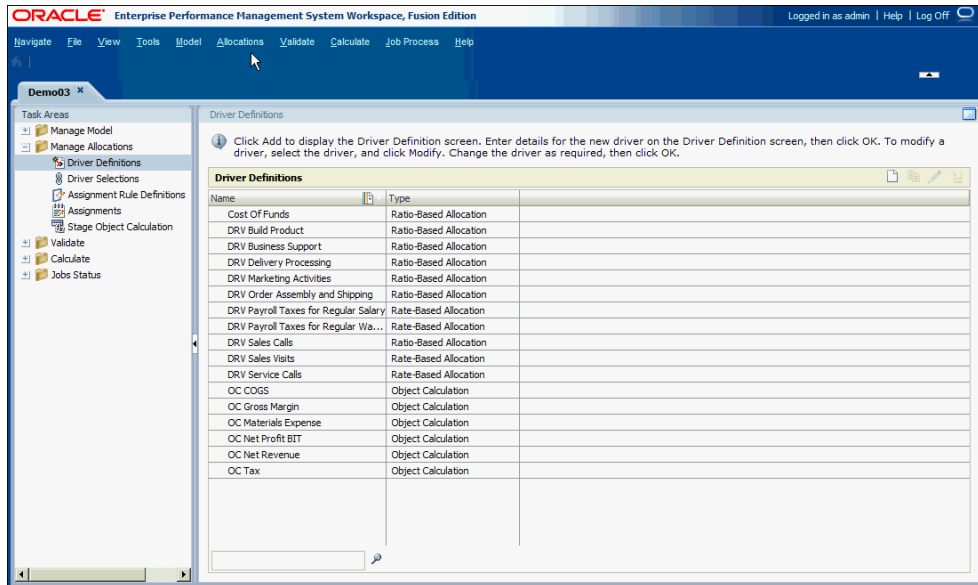 ORACLE Enterprise Performance Management System Workspace, Fusion Edition
Logged in as admin | Help | Log Off
Navigate File View Tools Model Allocations Validate Calculate Job Process Help
Demo03
Task Areas
Manage Model
Manage Allocations
Driver Definitions
Driver Selections
Assignment Rule Definitions
Assignments
Stage Object Calculation
Validate
Calculate
Jobs Status
Driver Definitions
Click Add to display the Driver Definition screen. Enter details for the new driver on the Driver Definition screen, then click OK. To modify a
driver, select the driver, and click Modify. Change the driver as required, then click OK.
Driver Definitions
Name Type
Cost Of Funds Ratio-Based Allocation
DRV Build Product Ratio-Based Allocation
DRV Business Support Ratio-Based Allocation
DRV Delivery Processing Ratio-Based Allocation
DRV Marketing Activities Ratio-Based Allocation
DRV Order Assembly and Shipping Ratio-Based Allocation
DRV Payroll Taxes for Regular Salary Rate-Based Allocation
DRV Payroll Taxes for Regular Wa... Rate-Based Allocation
DRV Sales Calls Ratio-Based Allocation
DRV Sales Visits Rate-Based Allocation
DRV Service Calls Rate-Based Allocation
OC COGS Object Calculation
OC Gross Margin Object Calculation
OC Materials Expense Object Calculation
OC Net Profit BIT Object Calculation
OC Net Revenue Object Calculation
OC Tax Object Calculation